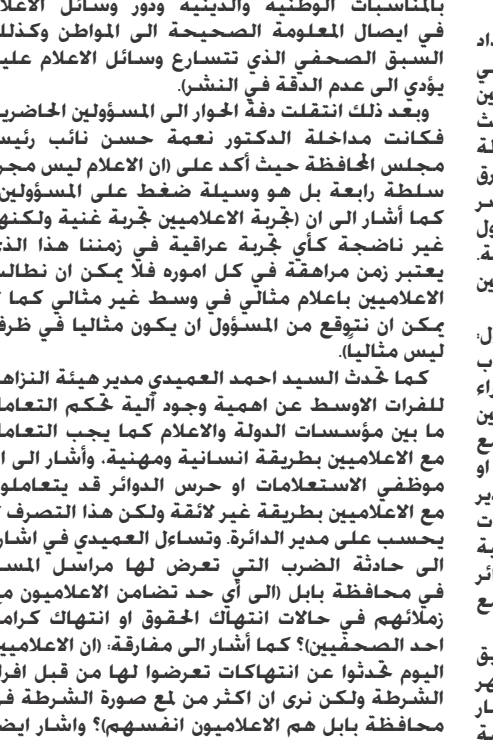 بالمناسبات الوطنية والدينية ودور وسائل الاعلا
في ايصال المعلومة الصحيحة الى المواطن وكذلك
السبق الصحفي الذي تتسارع وسائل الاعلام علي
يؤدي الى عدم الدقة في النشر).
وبعد ذلك انتقلت دفة الحوار الى المسؤولين الحاضري
فكانت مداخلة الدكتور نعمة حسن نائب رئيس
مجلس المحافظة حيث أكد على (ان الاعلام ليس مجر
سلطة رابعة بل هو وسيلة ضغط على المسؤولين
كما أشار الى ان (تجربة الاعلاميين تجربة غنية ولكنه
غير ناضجة كأي تجربة عراقية في زمننا هذا الذ
يعتبر زمن مراهقة في كل اموره فلا يمكن ان نطالب
الاعلاميين باعلام مثالي في وسط غير مثالي كما
يمكن ان نتوقع من المسؤول ان يكون مثاليا في ظرف
ليس مثالياً).
كما تحدث السيد احمد العميدي مدير هيئة النزاه
للفرات الاوسط عن اهمية وجود آلية تحكم التعامل
ما بين مؤسسات الدولة والاعلام كما يجب التعامل
مع الاعلاميين بطريقة انسانية ومهنية، وأشار الى ا
موظفي الاستعلامات او حرس الدوائر قد يتعاملو
مع الاعلاميين بطريقة غير لائقة ولكن هذا التصرف
يحسب على مدير الدائرة. وتساءل العميدي في اشار
الى حادثة الضرب التي تعرض لها مراسل المس
في محافظة بابل (الى أي حد تضامن الاعلاميون م
زملائهم في حالات انتهاك الحقوق او انتهاك كرام
احد الصحفيين)؟ كما أشار الى مفارقة: (ان الاعلاميي
اليوم تحدثوا عن انتهاكات تعرضوا لها من قبل افرا
الشرطة ولكن نرى ان اكثر من لمع صورة الشرطة في
محافظة بابل هم الاعلاميون انفسهم)؟ واشار ايض